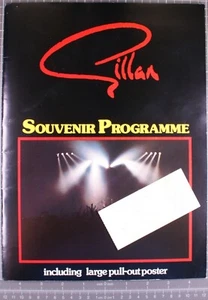 Gillan
SOUVENIR PROGRAMME
including large pull-out poster